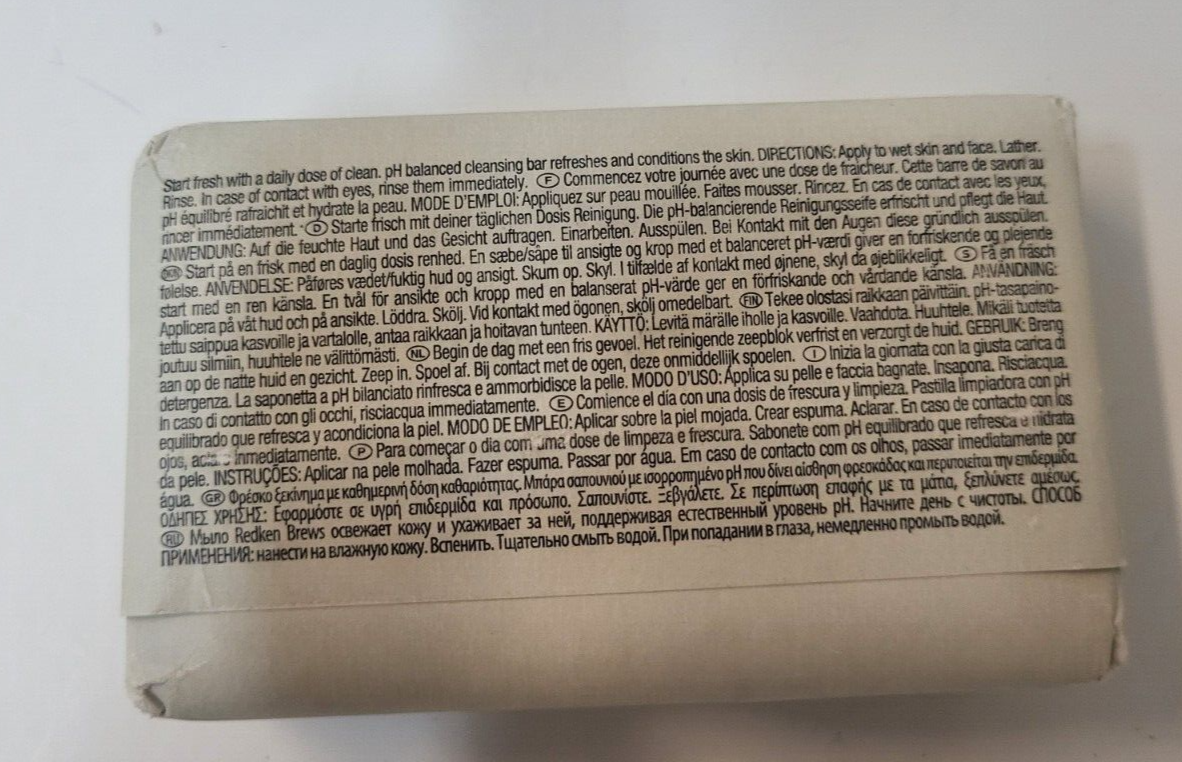 Start fresh with a daily dose of clean. pH balanced cleansing bar refreshes and conditions the skin. DIRECTIONS: Apply to wet skin and face. Lather.
Rinse. In case of contact with eyes, rinse them immediately. (F) Commencez votre journée avec une dose de fraîcheur. Cette barre de savon au
pH équilibré rafraichit et hydrate la peau. MODE D'EMPLOI: Appliquez sur peau mouillée. Faites mousser. Rincez. En cas de contact avec les yeux,
rincer immédiatement. (D) Starte frisch mit deiner täglichen Dosis Reinigung. Die pH-balancierende Reinigungsseife erfrischt und pflegt die Haut.
ANWENDUNG: Auf die feuchte Haut und das Gesicht auftragen. Einarbeiten. Ausspülen. Bei Kontakt mit den Augen diese gründlich ausspülen.
Start på en frisk med en daglig dosis renhed. En sæbe/såpe til ansigte og krop med et balanceret pH-værdi giver en forfriskende og plejende
følelse. ANVENDELSE: Påføres vædet/fuktig hud og ansigt. Skum op. Skyl. I tilfælde af kontakt med øjnene, skyl da øjeblikkeligt. (S) Få en fräsch
start med en ren känsla. En tvål för ansikte och kropp med en balanserat pH-värde ger en förfriskande och vårdande känsla. ANVÄNDNING:
Applicera på våt hud och på ansikte. Löddra. Skölj. Vid kontakt med ögonen, skölj omedelbart. (FIN) Tekee olostasi raikkaan päivittäin. pH-tasapaino-
tettu saippua kasvoille ja vartalolle, antaa raikkaan ja hoitavan tunteen. KÄYTTÖ: Levitä märälle iholle ja kasvoille. Vaahdota. Huuhtele. Mikäli tuotetta
joutuu silmiin, huuhtele ne välittömästi. (NL) Begin de dag met een fris gevoel. Het reinigende zeepblok verfrist en verzorgt de huid. GEBRUIK: Breng
aan op de natte huid en gezicht. Zeep in. Spoel af. Bij contact met de ogen, deze onmiddellijk spoelen. (I) Inizia la giornata con la giusta carica di
detergenza. La saponetta a pH bilanciato rinfresca e ammorbidisce la pelle. MODO D'USO: Applica su pelle e faccia bagnate. Insapona. Risciacqua.
In caso di contatto con gli occhi, risciacqua immediatamente. (E) Comience el día con una dosis de frescura y limpieza. Pastilla limpiadora con pH
equilibrado que refresca y acondiciona la piel. MODO DE EMPLEO: Aplicar sobre la piel mojada. Crear espuma. Aclarar. En caso de contacto con los
ojos, inmediatamente. (P) Para começar o dia com uma dose de limpeza e frescura. Sabonete com pH equilibrado que refresca e hidrata
da pele. INSTRUÇÕES: Aplicar na pele molhada. Fazer espuma. Passar por água. Em caso de contacto com os olhos, passar imediatamente por
água. (GR) Φρέσκο ξεκίνημα με καθημερινή δόση καθαριότητας. Μπάρα σαπουνιού με ισορροπημένο pH που δίνει αίσθηση φρεσκάδας και περιποιείται την επιδερμίδα.
ΟΔΗΓΙΕΣ ΧΡΗΣΗΣ: Εφαρμόστε σε υγρή επιδερμίδα και πρόσωπο. Σαπουνίστε. Ξεβγάλετε. Σε περίπτωση επαφής με τα μάτια, ξεπλύνετε αμέσως.
(RU) Мыло Redken Brews освежает кожу и ухаживает за ней, поддерживая естественный уровень pH. Начните день с чистоты. СПОСОБ
ПРИМЕНЕНИЯ: нанести на влажную кожу. Вспенить. Тщательно смыть водой. При попадании в глаза, немедленно промыть водой.